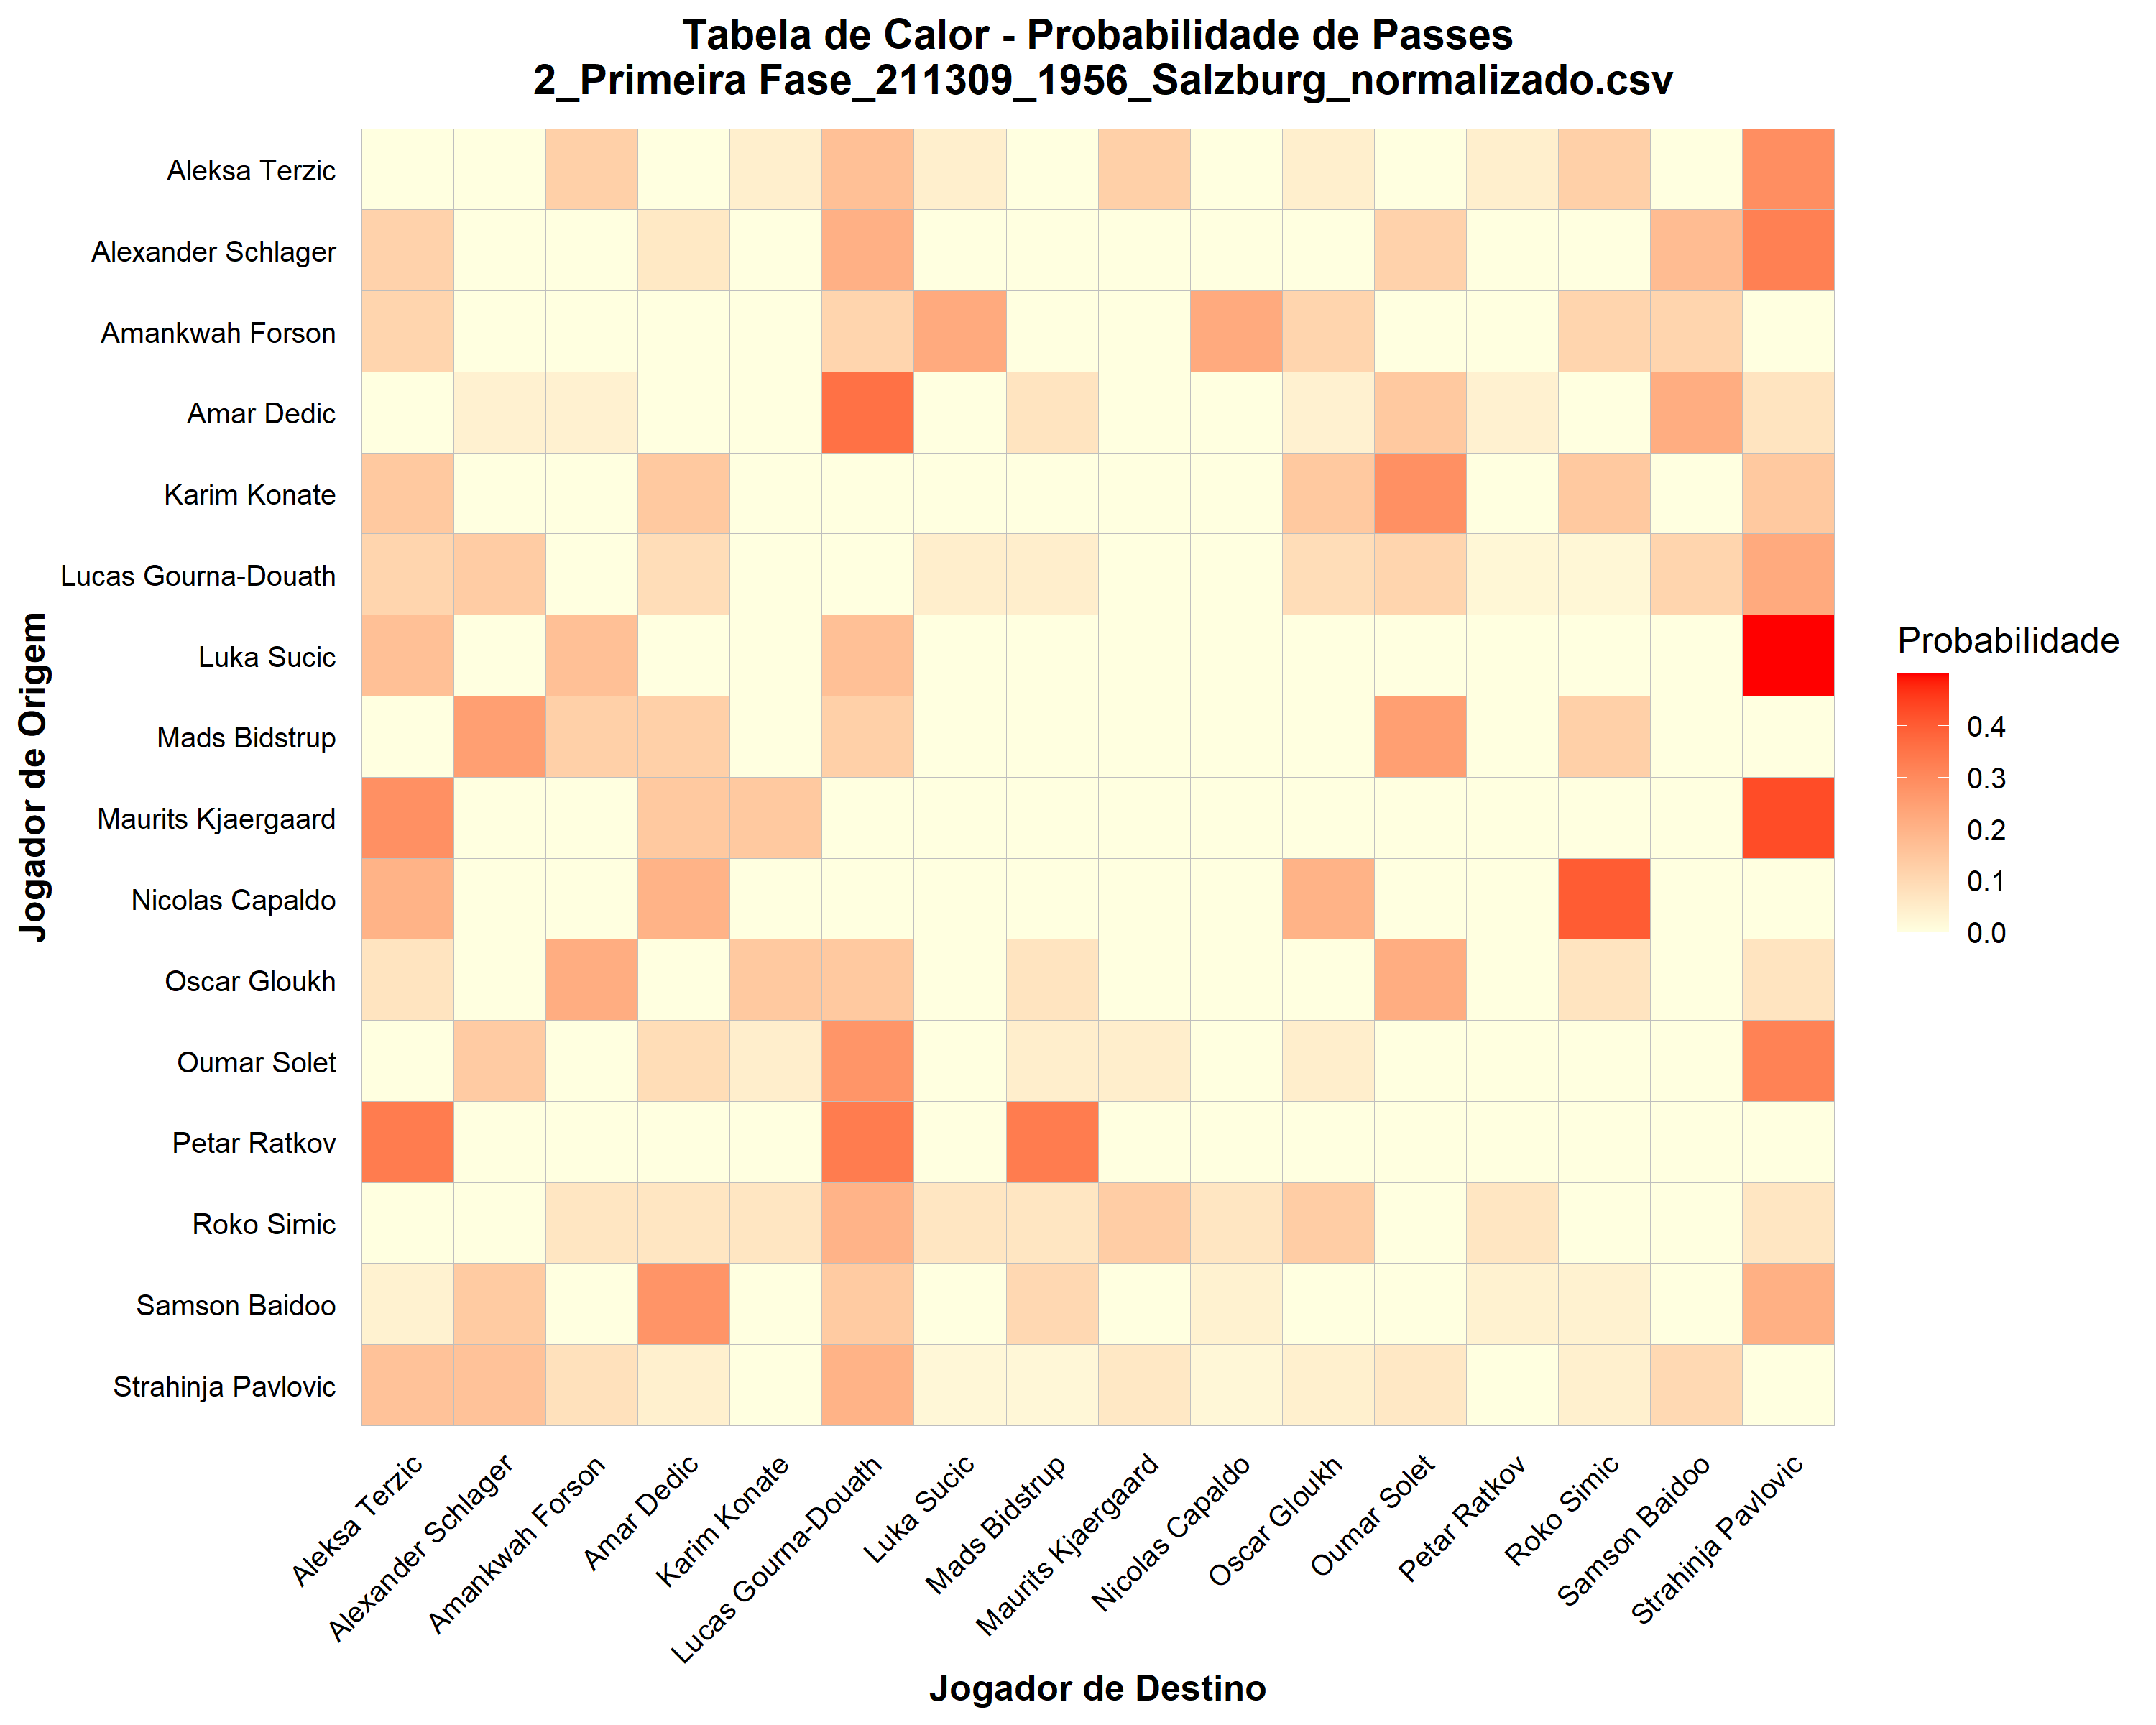 Tabela de Calor - Probabilidade de Passes
2_Primeira Fase_211309_1956_Salzburg_normalizado.csv
Jogador de Origem
Aleksa Terzic
Alexander Schlager
Amankwah Forson
Amar Dedic
Karim Konate
Lucas Gourna-Douath
Luka Sucic
Mads Bidstrup
Maurits Kjaergaard
Nicolas Capaldo
Oscar Gloukh
Oumar Solet
Petar Ratkov
Roko Simic
Samson Baidoo
Strahinja Pavlovic
Aleksa Terzic
Alexander Schlager
Amankwah Forson
Amar Dedic
Karim Konate
Lucas Gourna-Douath
Luka Sucic
Mads Bidstrup
Maurits Kjaergaard
Nicolas Capaldo
Oscar Gloukh
Oumar Solet
Petar Ratkov
Roko Simic
Samson Baidoo
Strahinja Pavlovic
Jogador de Destino
Probabilidade
0.4
0.3
0.2
0.1
0.0